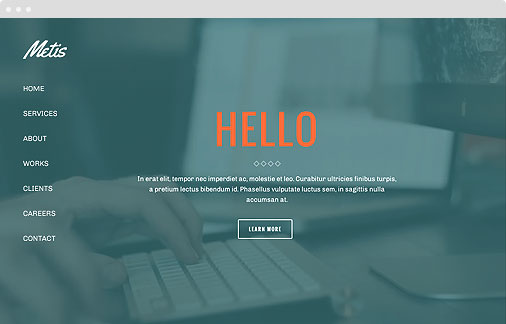 Metis
HOME
SERVICES
ABOUT
WORKS
CLIENTS
CAREERS
CONTACT
HELLO
In erat elit, tempor nec imperdiet ac, molestie et leo. Curabitur ultricies finibus turpis,
a pretium lectus bibendum id. Phasellus vulputate luctus sem, in sagittis nulla
accumsan at.
LEARN MORE